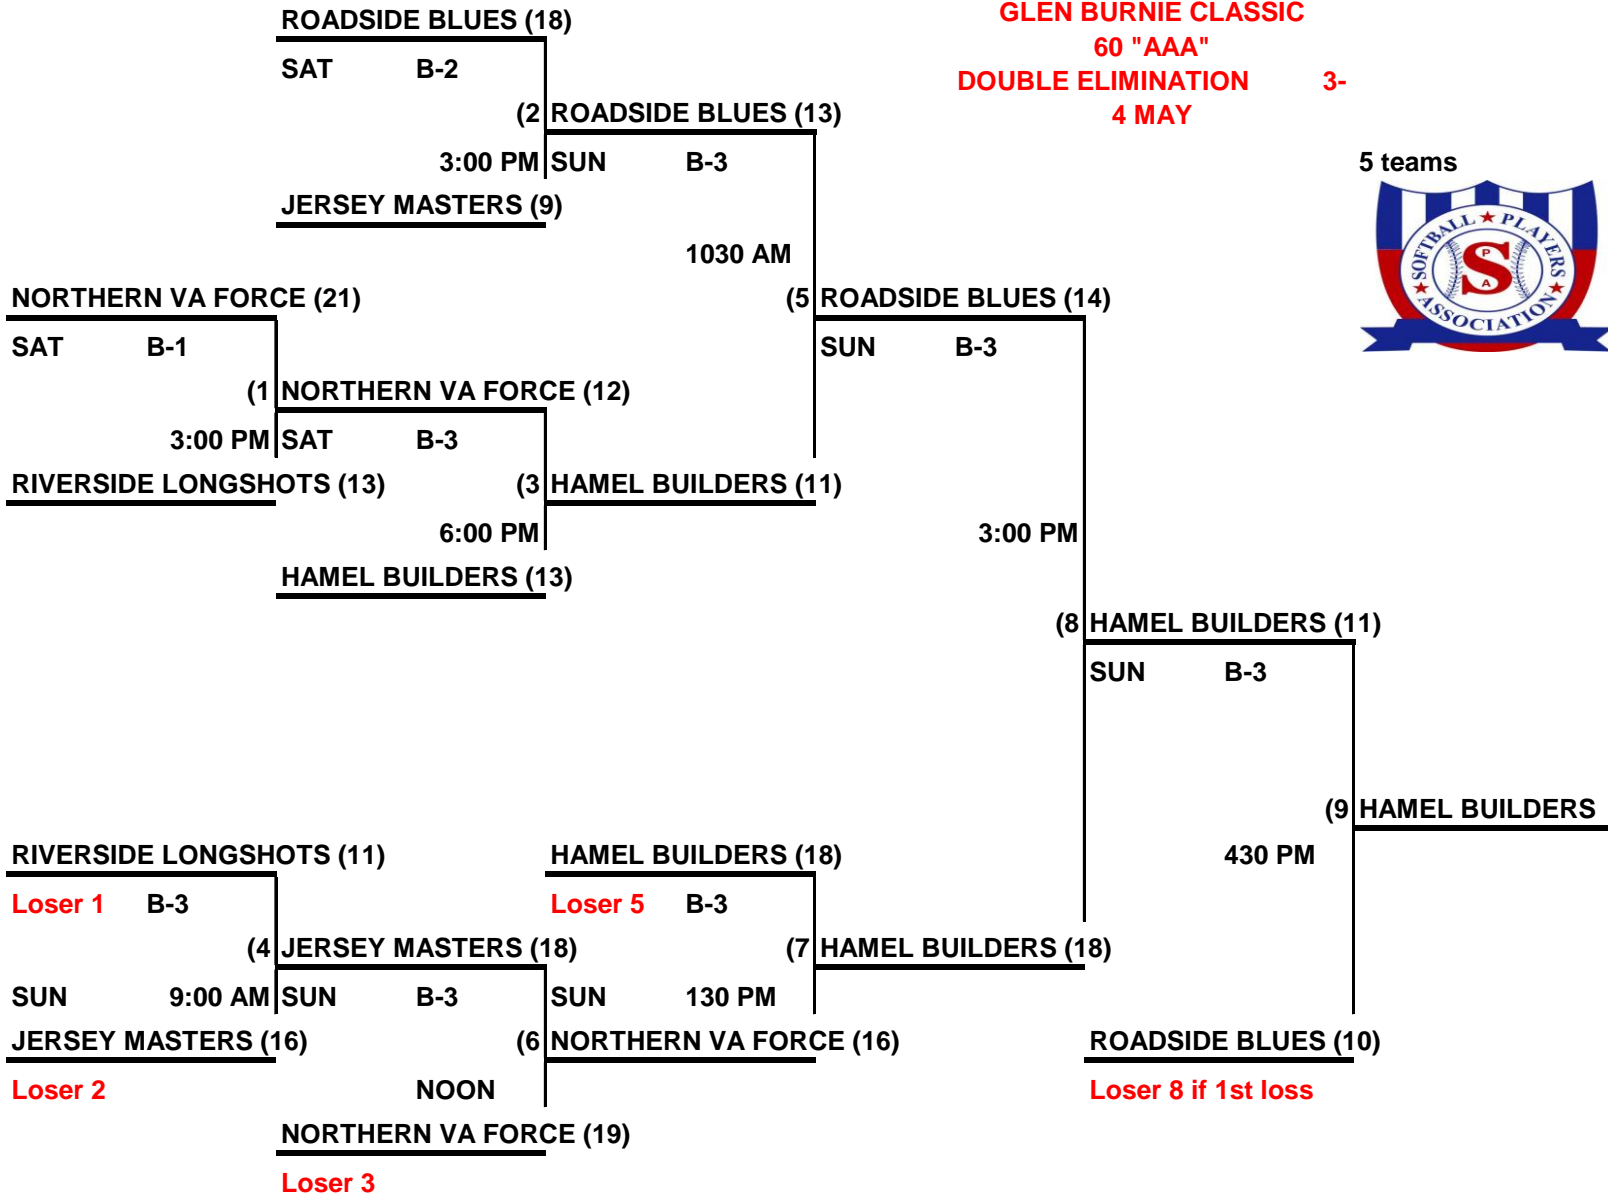 ROADSIDE BLUES (18)
GLEN BURNIE CLASSIC
60 "AAA"
SAT B-2
DOUBLE ELIMINATION 3-
4 MAY
(2 ROADSIDE BLUES (13)
3:00 PM SUN B-3
5 teams
JERSEY MASTERS (9)
SOFTBALL ★ PLAYERS ★ ASSOCIATION ★
P
S
A
1030 AM
NORTHERN VA FORCE (21)
(5 ROADSIDE BLUES (14)
SAT B-1
SUN B-3
(1 NORTHERN VA FORCE (12)
3:00 PM SAT B-3
RIVERSIDE LONGSHOTS (13)
(3 HAMEL BUILDERS (11)
6:00 PM
3:00 PM
HAMEL BUILDERS (13)
(8 HAMEL BUILDERS (11)
SUN B-3
(9 HAMEL BUILDERS
RIVERSIDE LONGSHOTS (11)
HAMEL BUILDERS (18)
430 PM
Loser 1 B-3
Loser 5 B-3
(4 JERSEY MASTERS (18)
(7 HAMEL BUILDERS (18)
SUN 9:00 AM SUN B-3
SUN 130 PM
JERSEY MASTERS (16)
(6 NORTHERN VA FORCE (16)
ROADSIDE BLUES (10)
Loser 2
NOON
Loser 8 if 1st loss
NORTHERN VA FORCE (19)
Loser 3